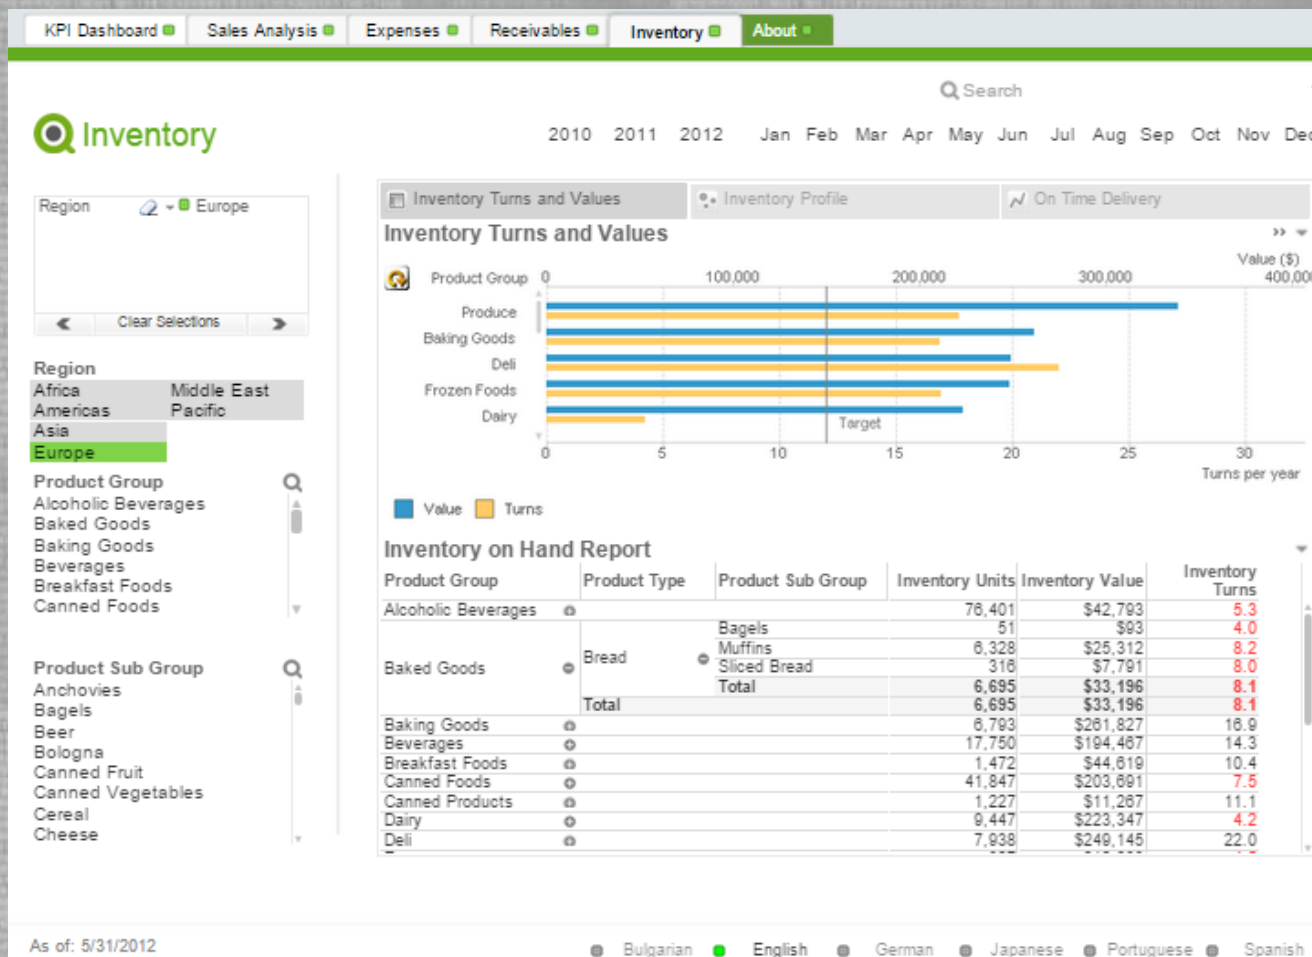 KPI Dashboard Sales Analysis Expenses Receivables Inventory About
Search
Inventory
2010 2011 2012 Jan Feb Mar Apr May Jun Jul Aug Sep Oct Nov Dec
Region Europe
Clear Selections
Region
Africa Middle East
Americas Pacific
Asia
Europe
Product Group
Alcoholic Beverages
Baked Goods
Baking Goods
Beverages
Breakfast Foods
Canned Foods
Product Sub Group
Anchovies
Bagels
Beer
Bologna
Canned Fruit
Canned Vegetables
Cereal
Cheese
Inventory Turns and Values Inventory Profile On Time Delivery
Inventory Turns and Values
Value ($)
Product Group 0 100,000 200,000 300,000 400,00
Produce
Baking Goods
Deli
Frozen Foods
Dairy
Target
0 5 10 15 20 25 30
Turns per year
Value Turns
Inventory on Hand Report
Product Group Product Type Product Sub Group Inventory Units Inventory Value Inventory Turns
Alcoholic Beverages 76,401 $42,793 5.3
Bagels 51 $93 4.0
Muffins 6,328 $25,312 8.2
Baked Goods Bread Sliced Bread 316 $7,791 8.0
Total 6,695 $33,196 8.1
Total 6,695 $33,196 8.1
Baking Goods 6,793 $261,827 16.9
Beverages 17,750 $194,467 14.3
Breakfast Foods 1,472 $44,619 10.4
Canned Foods 41,847 $203,691 7.5
Canned Products 1,227 $11,267 11.1
Dairy 9,447 $223,347 4.2
Deli 7,938 $249,145 22.0
As of: 5/31/2012
Bulgarian English German Japanese Portuguese Spanish